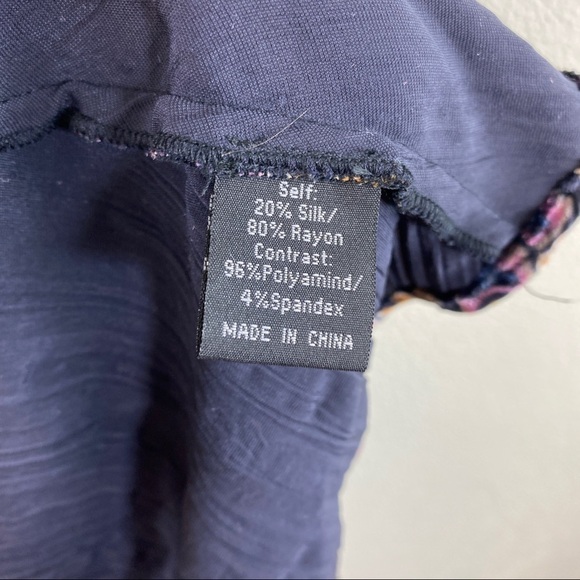 Self:
20% Silk/
80% Rayon
Contrast:
96%Polyamind/
4%Spandex
MADE IN CHINA